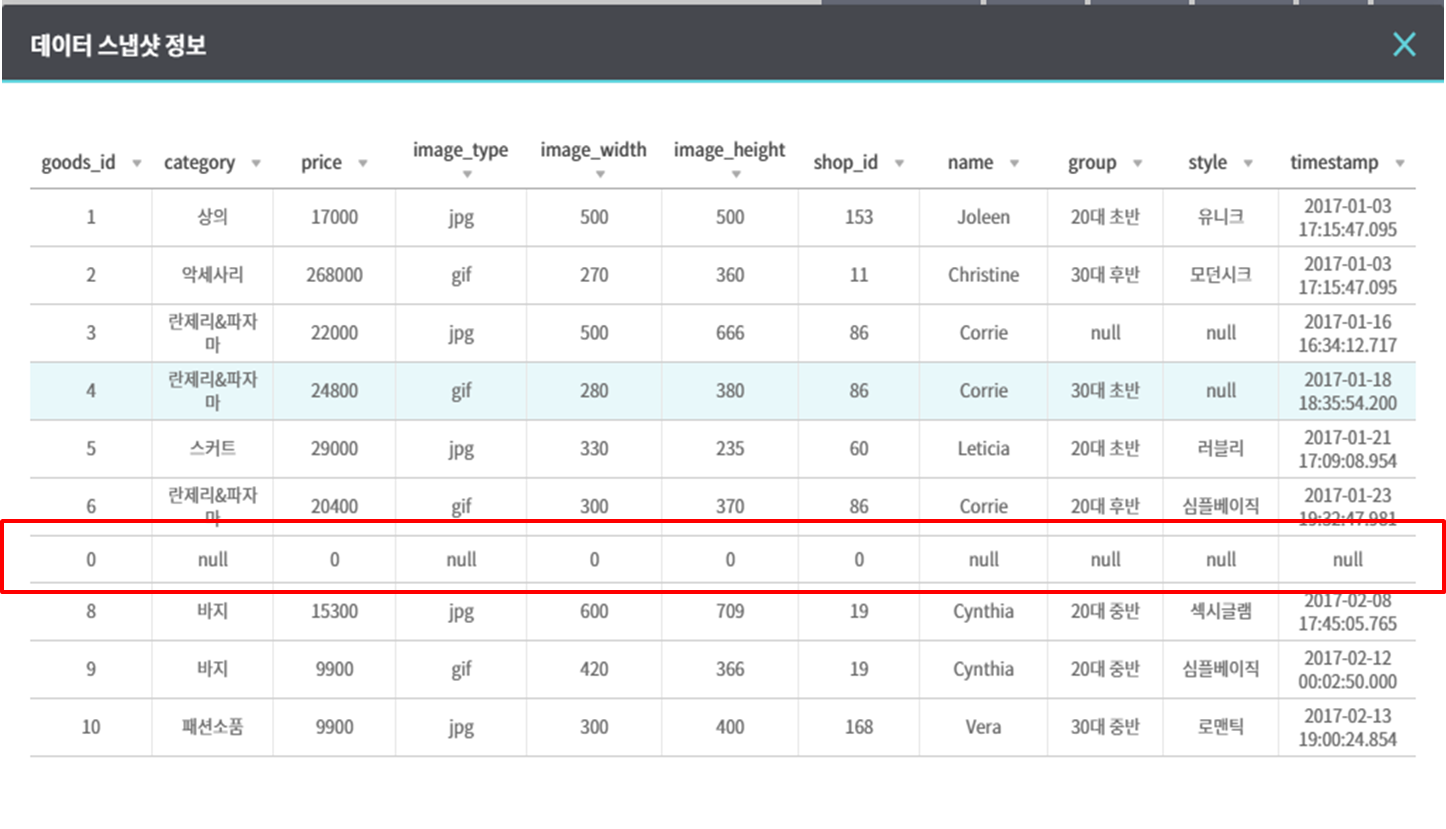 데이터 스냅샷 정보
goods_id category price image_type image_width image_height shop_id name group style timestamp
1 상의 17000 jpg 500 500 153 Joleen 20대 초반 유니크 2017-01-03 17:15:47.095
2 악세사리 268000 gif 270 360 11 Christine 30대 후반 모던시크 2017-01-03 17:15:47.095
3 란제리&파자마 22000 jpg 500 666 86 Corrie null null 2017-01-16 16:34:12.717
4 란제리&파자마 24800 gif 280 380 86 Corrie 30대 초반 null 2017-01-18 18:35:54.200
5 스커트 29000 jpg 330 235 60 Leticia 20대 초반 러블리 2017-01-21 17:09:08.954
6 란제리&파자마 20400 gif 300 370 86 Corrie 20대 후반 심플베이직 2017-01-23 19:32:47.981
0 null 0 null 0 0 0 null null null null
8 바지 15300 jpg 600 709 19 Cynthia 20대 중반 섹시글램 2017-02-08 17:45:05.765
9 바지 9900 gif 420 366 19 Cynthia 20대 중반 심플베이직 2017-02-12 00:02:50.000
10 패션소품 9900 jpg 300 400 168 Vera 30대 중반 로맨틱 2017-02-13 19:00:24.854